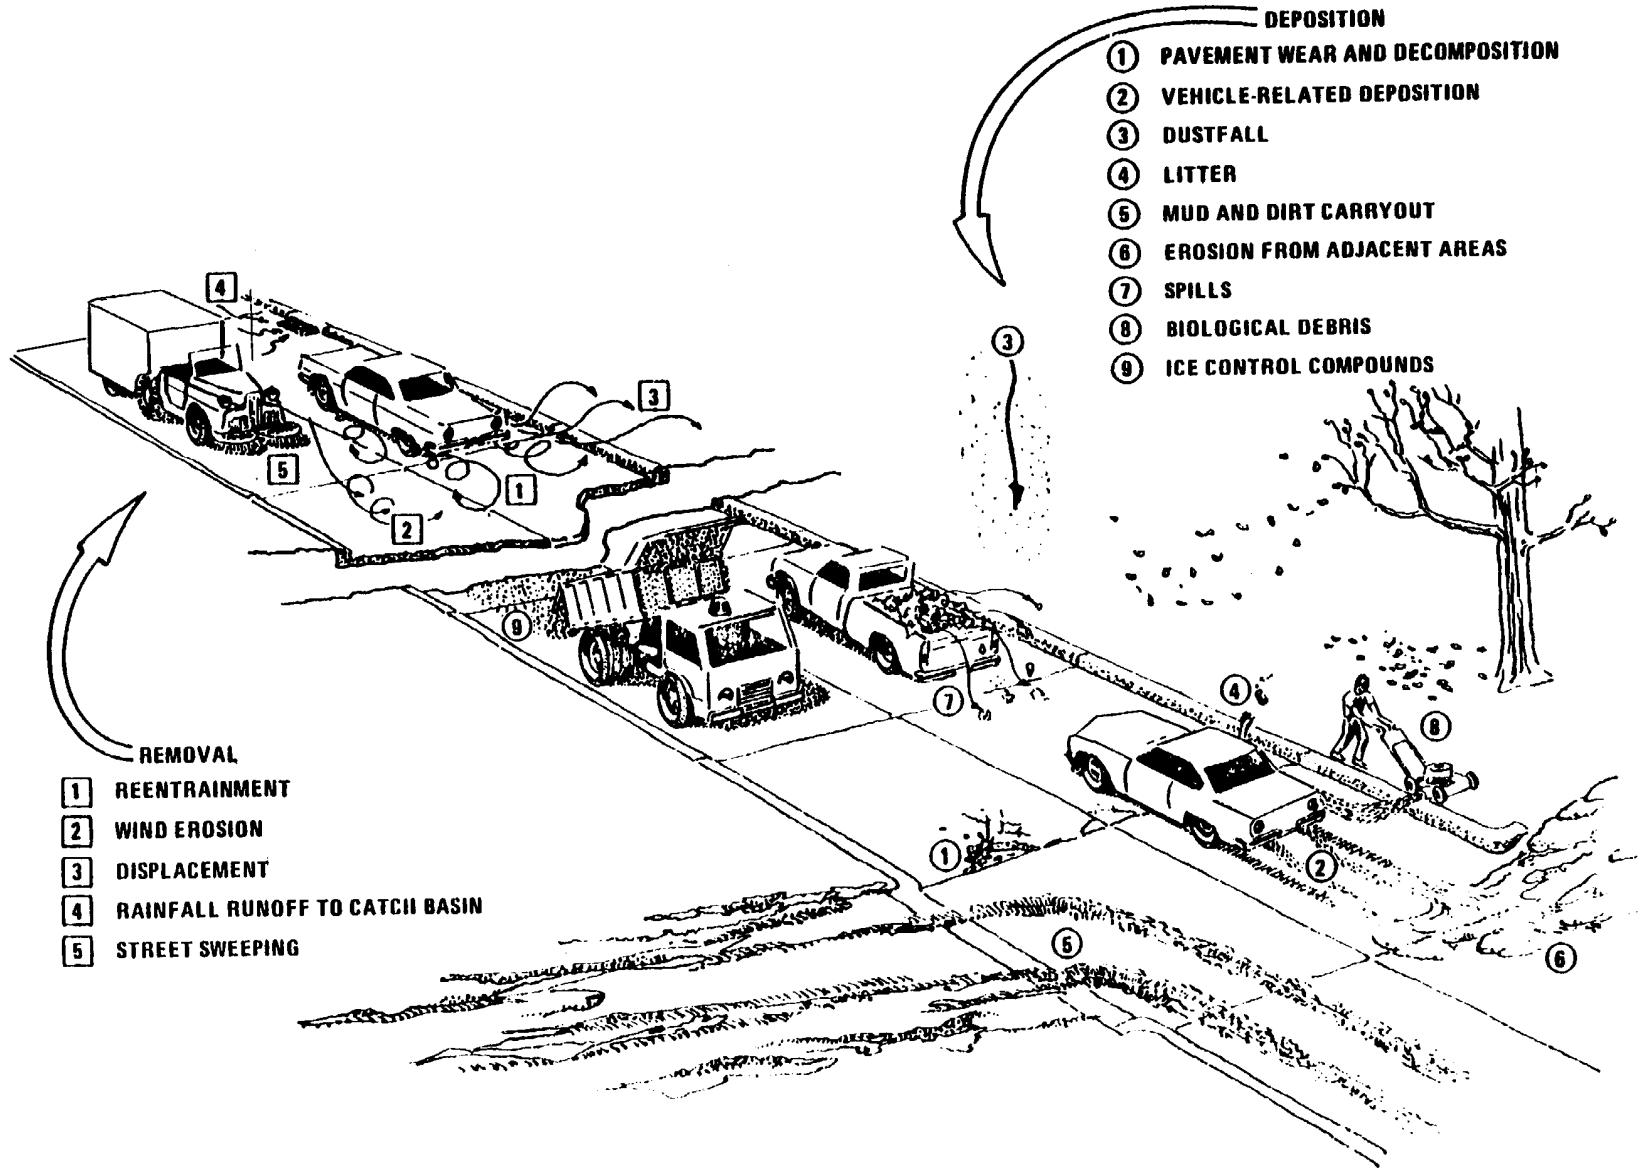 DEPOSITION
1 PAVEMENT WEAR AND DECOMPOSITION
2 VEHICLE-RELATED DEPOSITION
3 DUSTFALL
4 LITTER
5 MUD AND DIRT CARRYOUT
6 EROSION FROM ADJACENT AREAS
7 SPILLS
8 BIOLOGICAL DEBRIS
9 ICE CONTROL COMPOUNDS
4
3
3
5
1
2
9
7
4
8
1
2
5
6
REMOVAL
1 REENTRAINMENT
2 WIND EROSION
3 DISPLACEMENT
4 RAINFALL RUNOFF TO CATCH BASIN
5 STREET SWEEPING